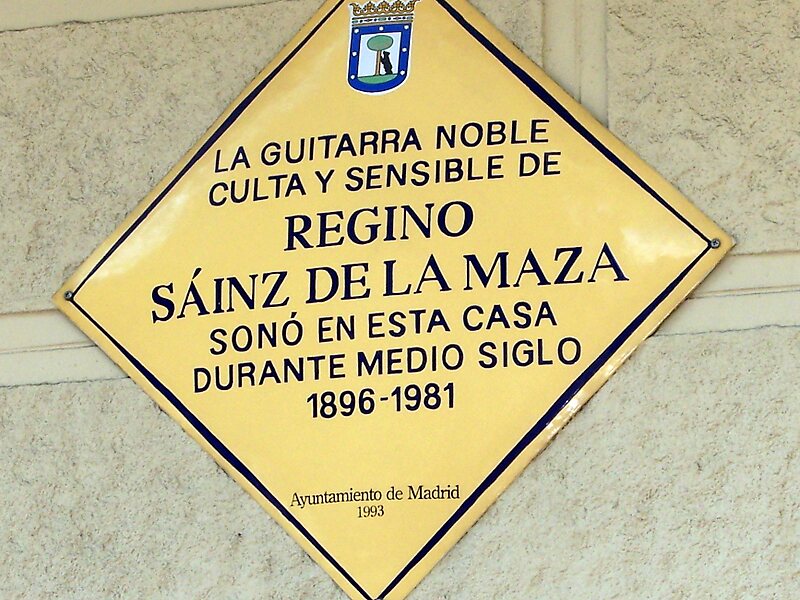 LA GUITARRA NOBLE
CULTA Y SENSIBLE DE
REGINO
SÁINZ DE LA MAZA
SONÓ EN ESTA CASA
DURANTE MEDIO SIGLO
1896-1981
Ayuntamiento de Madrid
1993